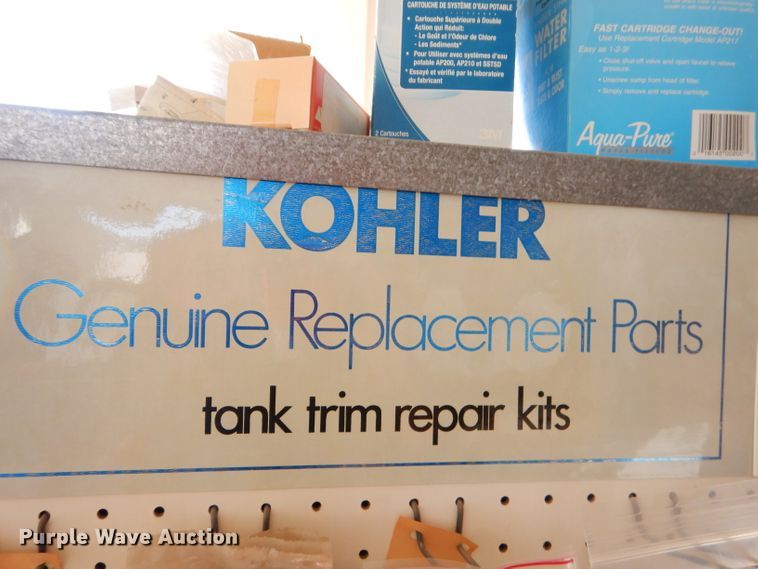 CARTOUCHE DE SYSTÈME D'EAU POTABLE
• Cartouche Supérieure à Double
Action qui Réduit:
- Le Goût et l'Odeur de Chlore
- Les Sediments*
• Pour Utiliser avec systèmes d'eau
potable AP200, AP210 et SSTSD
* Essayé et vérifié par le laboratoire
du fabricant
2 Cartouches
3M
WATER
FILTER
FAST CARTRIDGE CHANGE-OUT!
Use Replacement Cartridge Model AP217
Easy as 1-2-3!
• Close shut-off valve and open faucet to relieve
pressure.
• Unscrew sump from head of filter.
• Simply remove and replace cartridge.
Aqua-Pure
KOHLER
Genuine Replacement Parts
tank trim repair kits
Purple Wave Auction